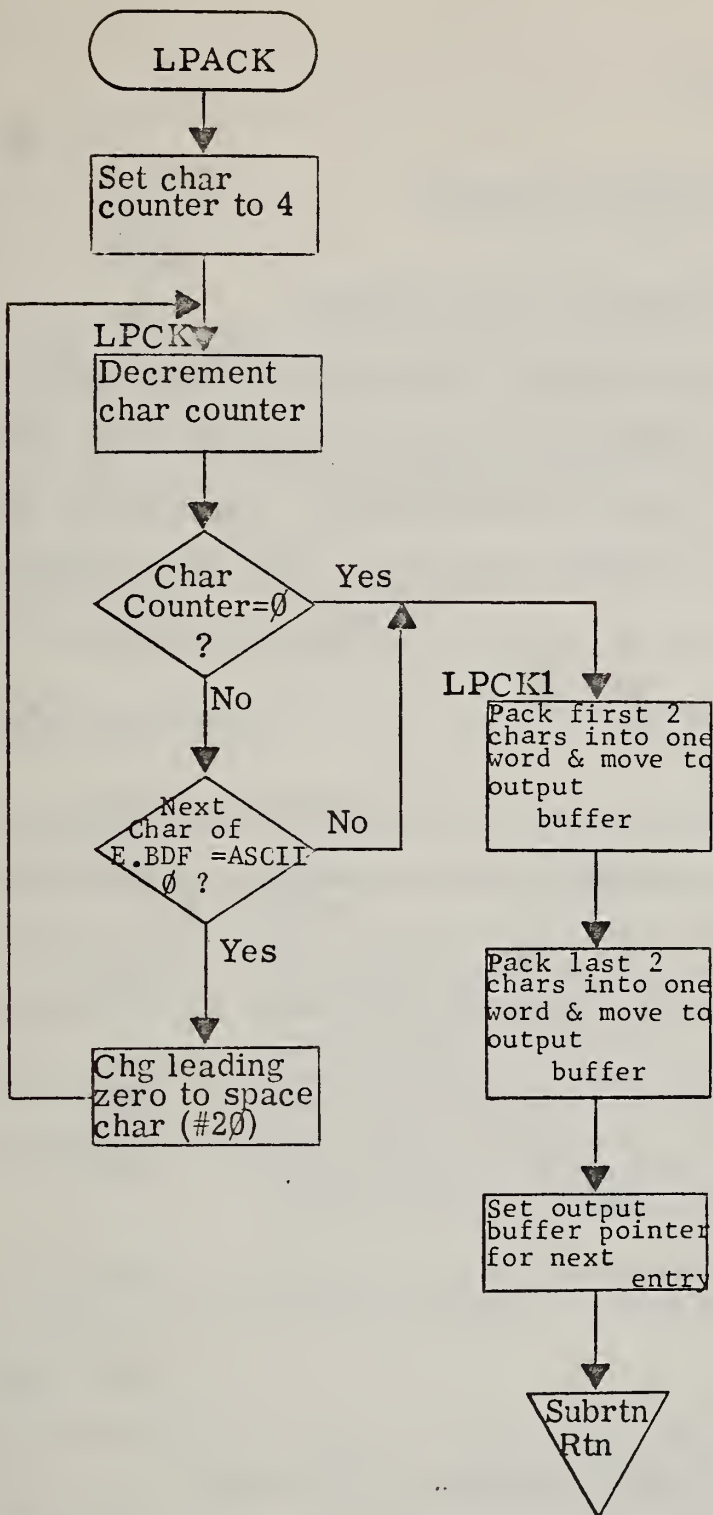 LPACK
Set char
counter to 4
LPCK
Decrement
char counter
Char
Counter=Ø
?
Yes
No
Next
Char of
E.BDF =ASCII
Ø ?
No
Yes
Chg leading
zero to space
char (#2Ø)
LPCK1
Pack first 2
chars into one
word & move to
output
buffer
Pack last 2
chars into one
word & move to
output
buffer
Set output
buffer pointer
for next
entry
Subrtn
Rtn